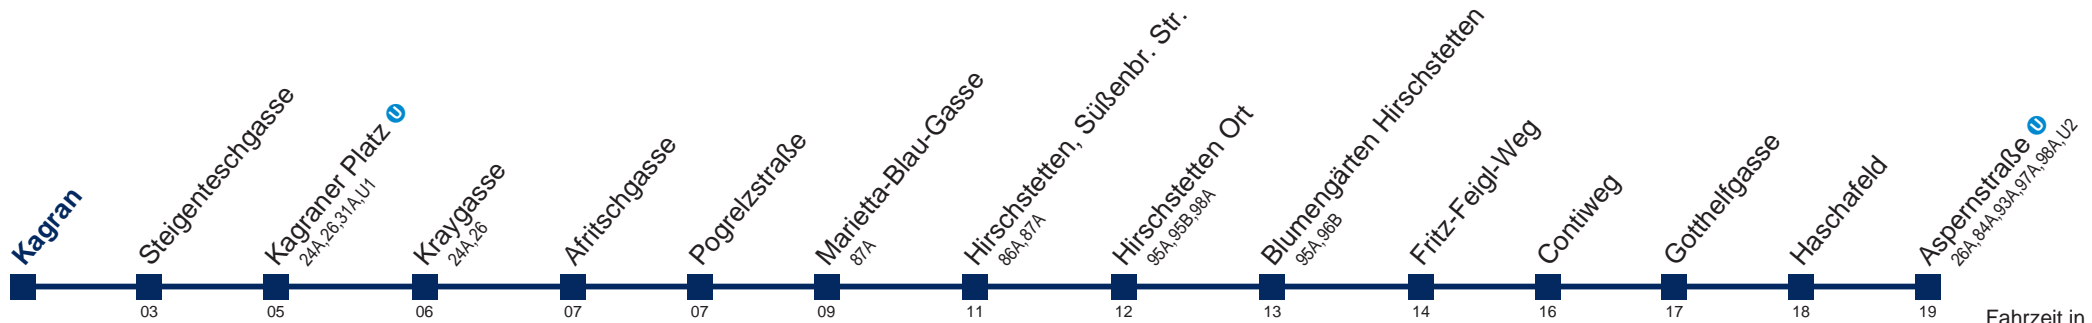 Kagran
Steigenteschgasse
Kagraner Platz U
24A,26,31A,U1
Kraygasse
24A,26
Afritschgasse
Pogrelzstraße
Marietta-Blau-Gasse
87A
Hirschstetten, Süßenbr. Str.
86A,87A
Hirschstetten Ort
95A,95B,98A
Blumengärten Hirschstetten
95A,96B
Fritz-Feigl-Weg
Contiweg
Gotthelfgasse
Haschafeld
Aspernstraße U
26A,84A,93A,97A,98A,U2
03 05 06 07 07 09 11 12 13 14 16 17 18 19
Fahrzeit in